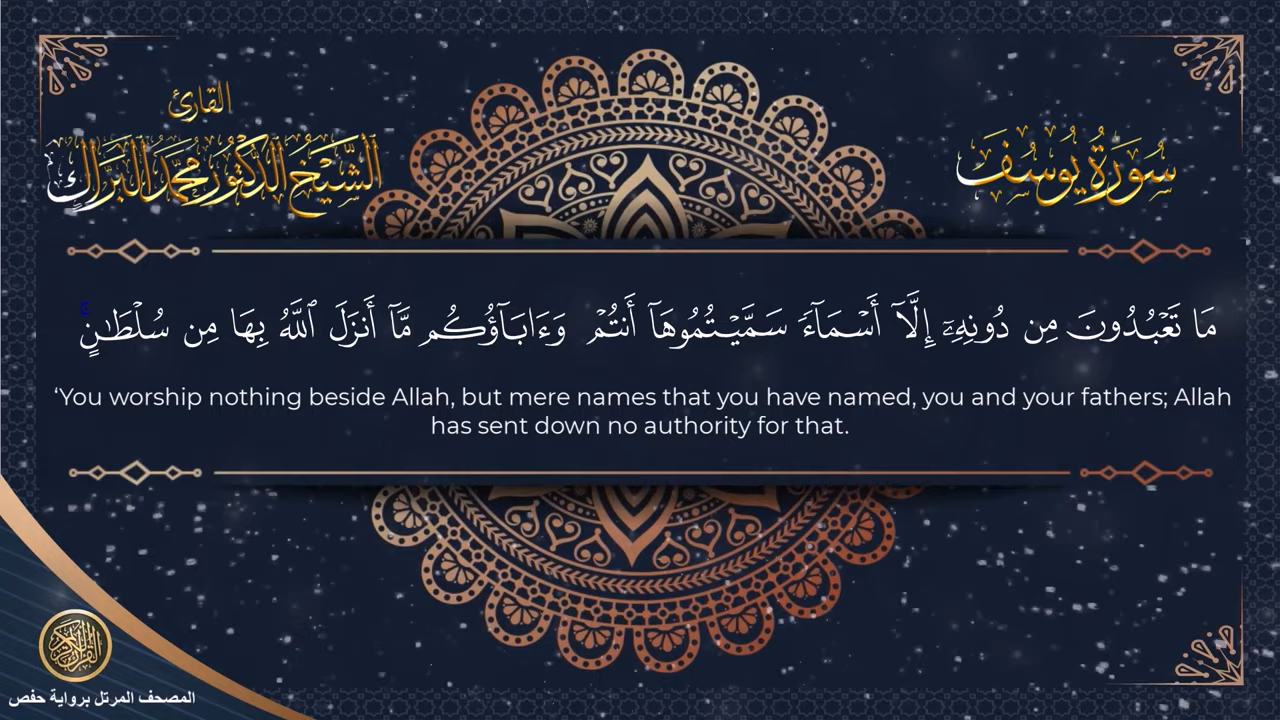 القارئ
الشيخ الدكتور محمد البراك
سورة يوسف
مَا تَعْبُدُونَ مِن دُونِهِۦٓ إِلَّآ أَسْمَآءً سَمَّيْتُمُوهَآ أَنتُمْ وَءَابَآؤُكُم مَّآ أَنزَلَ ٱللَّهُ بِهَا مِن سُلْطَٰنٍ ۚ
‘You worship nothing beside Allah, but mere names that you have named, you and your fathers; Allah
has sent down no authority for that.
القرآن الكريم
المصحف المرتل برواية حفص